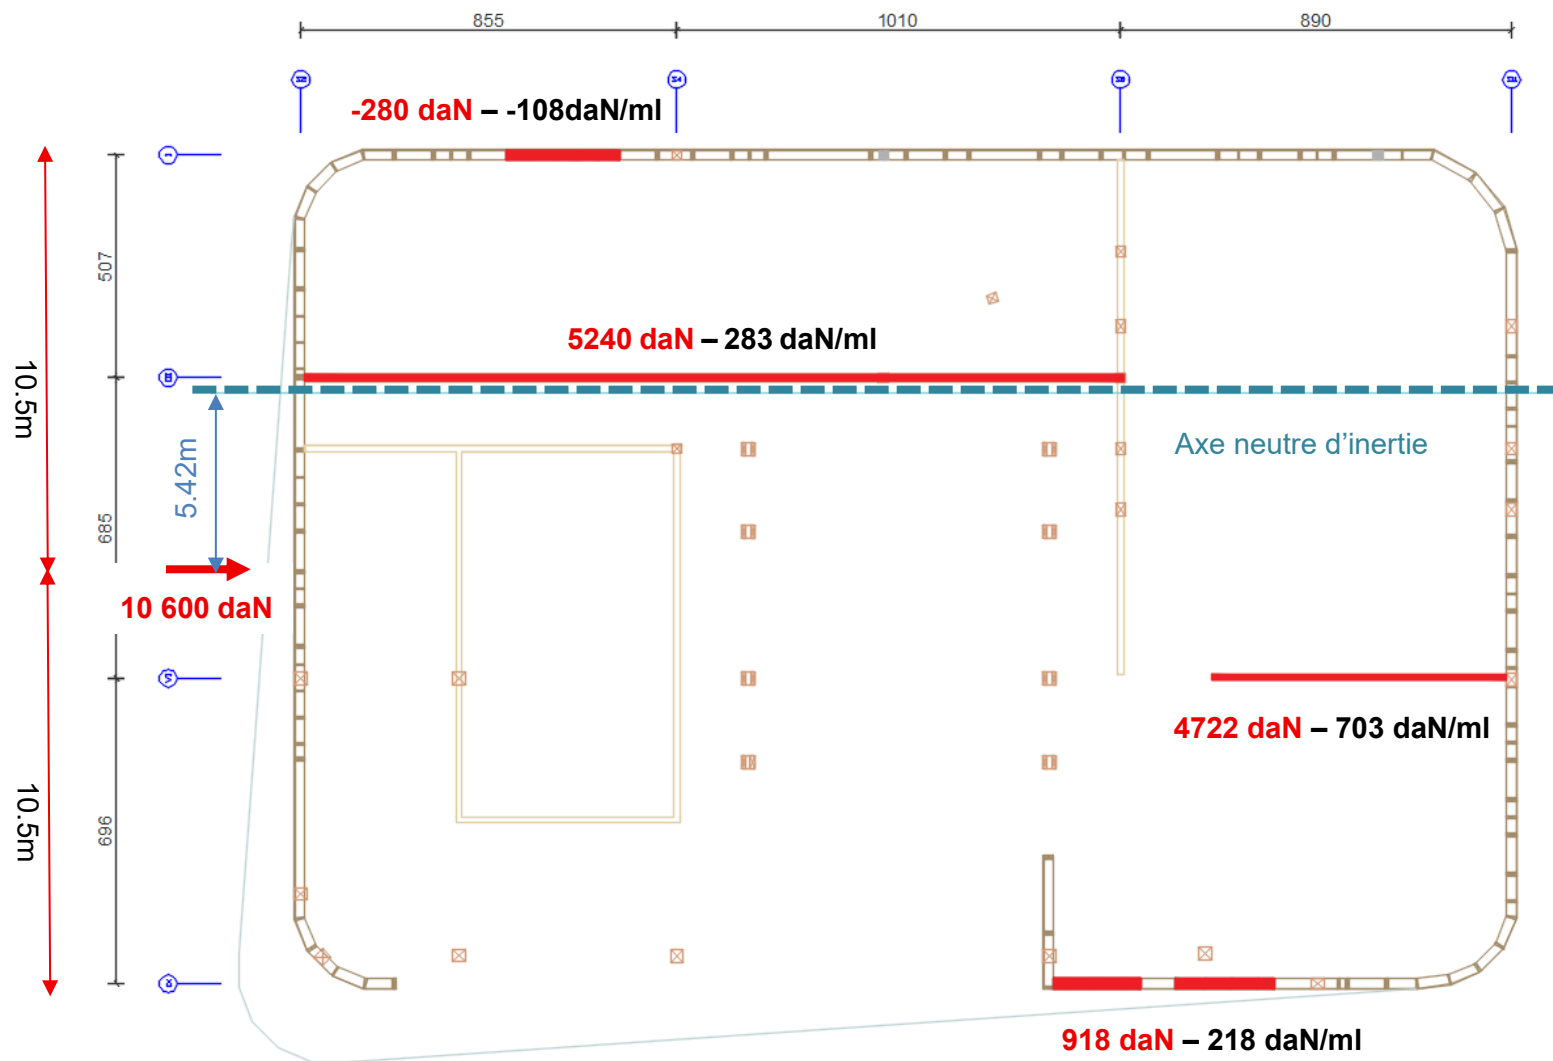 855
1010
890
-280 daN – -108daN/ml
507
5240 daN – 283 daN/ml
10.5m
Axe neutre d’inertie
5.42m
685
10 600 daN
4722 daN – 703 daN/ml
10.5m
696
918 daN – 218 daN/ml